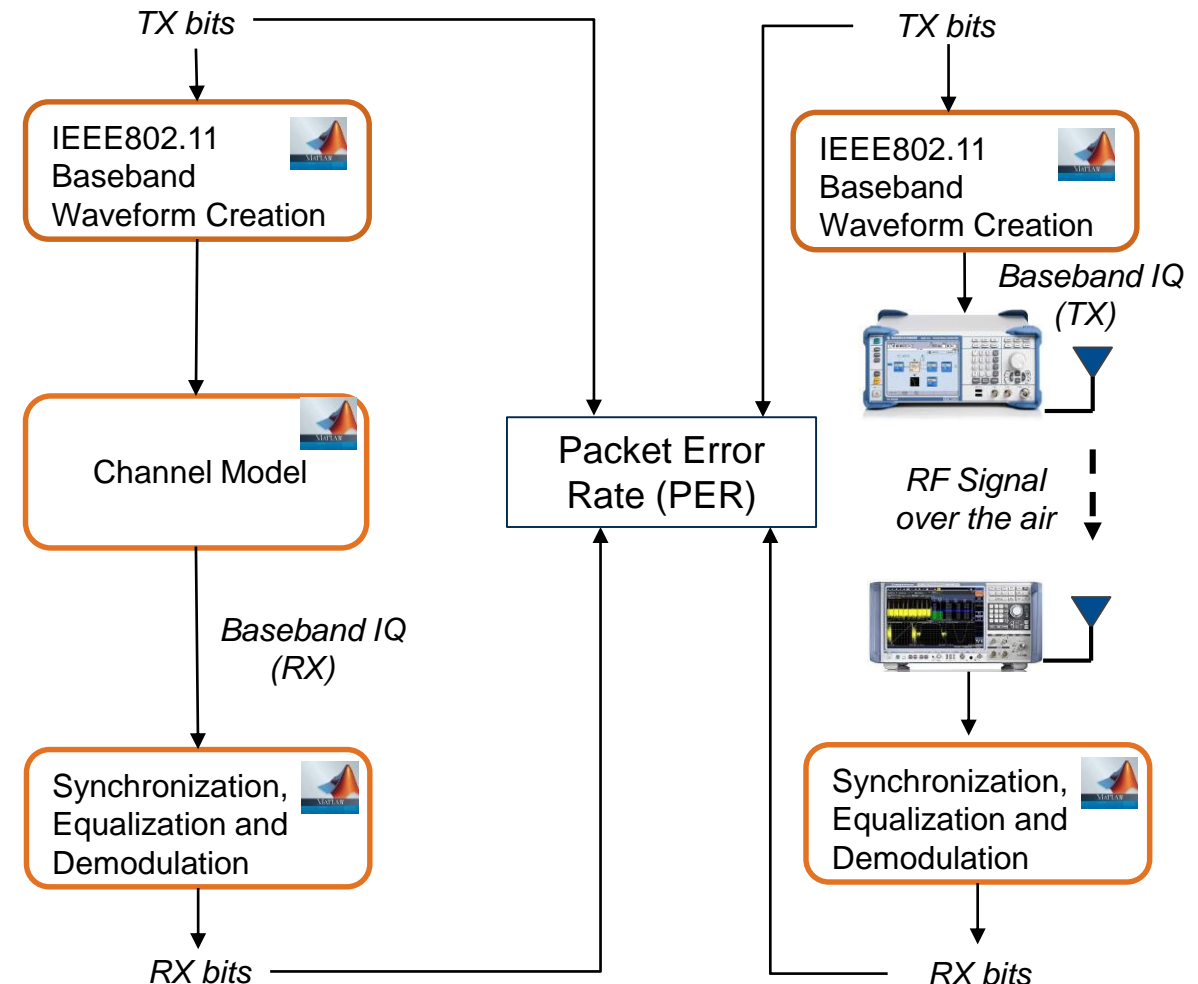 TX bits
IEEE802.11
Baseband
Waveform Creation
Channel Model
Baseband IQ
(RX)
Synchronization,
Equalization and
Demodulation
RX bits
Packet Error
Rate (PER)
TX bits
IEEE802.11
Baseband
Waveform Creation
Baseband IQ
(TX)
RF Signal
over the air
Synchronization,
Equalization and
Demodulation
RX bits